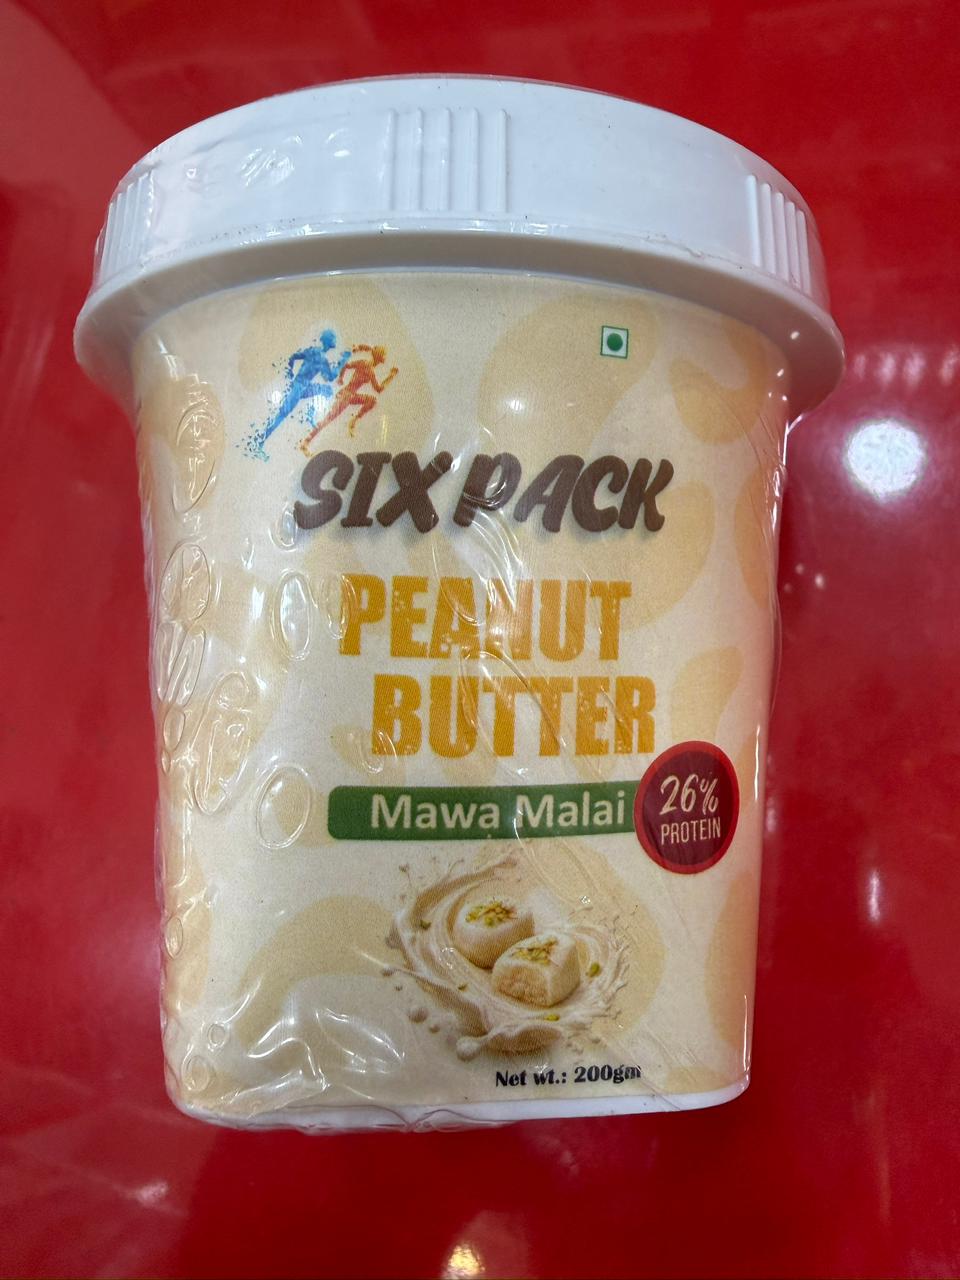 SIX PACK
PEANUT
BUTTER
Mawa Malai
26%
PROTEIN
Net wt.: 200gm